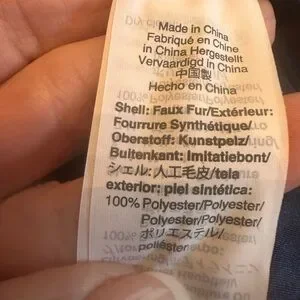 Made in China
Fabriqué en Chine
in China Hergestellt
Vervaardigd in China
中国製
Hecho en China
Shell: Faux Fur/Extérieur:
Fourrure Synthétique/
Oberstoff: Kunstpelz/
Buitenkant: Imitatiebont/
シェル: 人工毛皮/tela
exterior: piel sintética:
100% Polyester/Polyester/
Polyester/Polyester/
ポリエステル/
poliéster